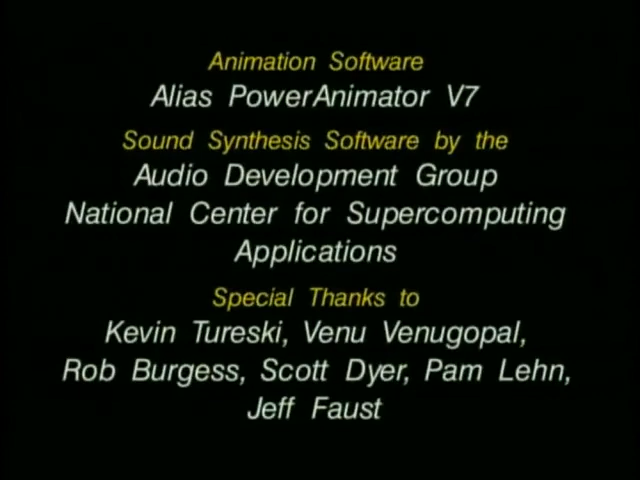 Animation Software
Alias PowerAnimator V7
Sound Synthesis Software by the
Audio Development Group
National Center for Supercomputing
Applications
Special Thanks to
Kevin Tureski, Venu Venugopal,
Rob Burgess, Scott Dyer, Pam Lehn,
Jeff Faust